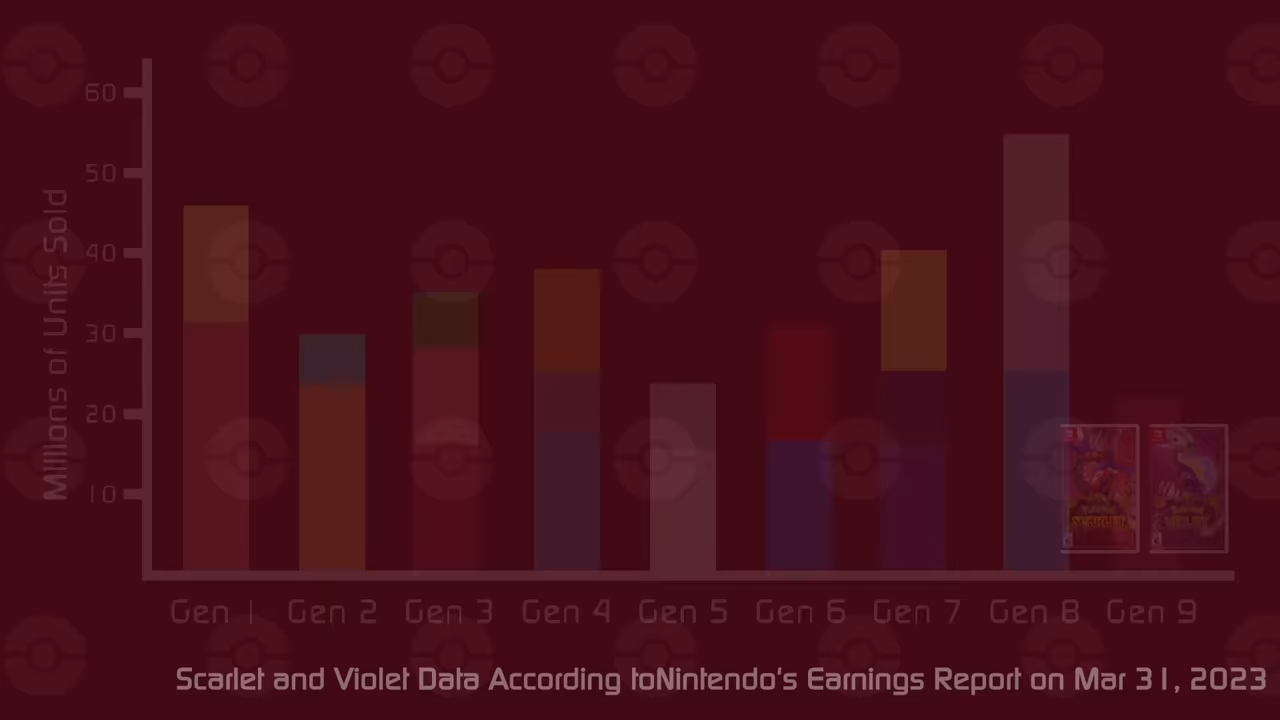 60
50
40
30
20
10
Millions of Units Sold
Gen 1 Gen 2 Gen 3 Gen 4 Gen 5 Gen 6 Gen 7 Gen 8 Gen 9
SCARLET
VIOLET
Scarlet and Violet Data According toNintendo's Earnings Report on Mar 31, 2023